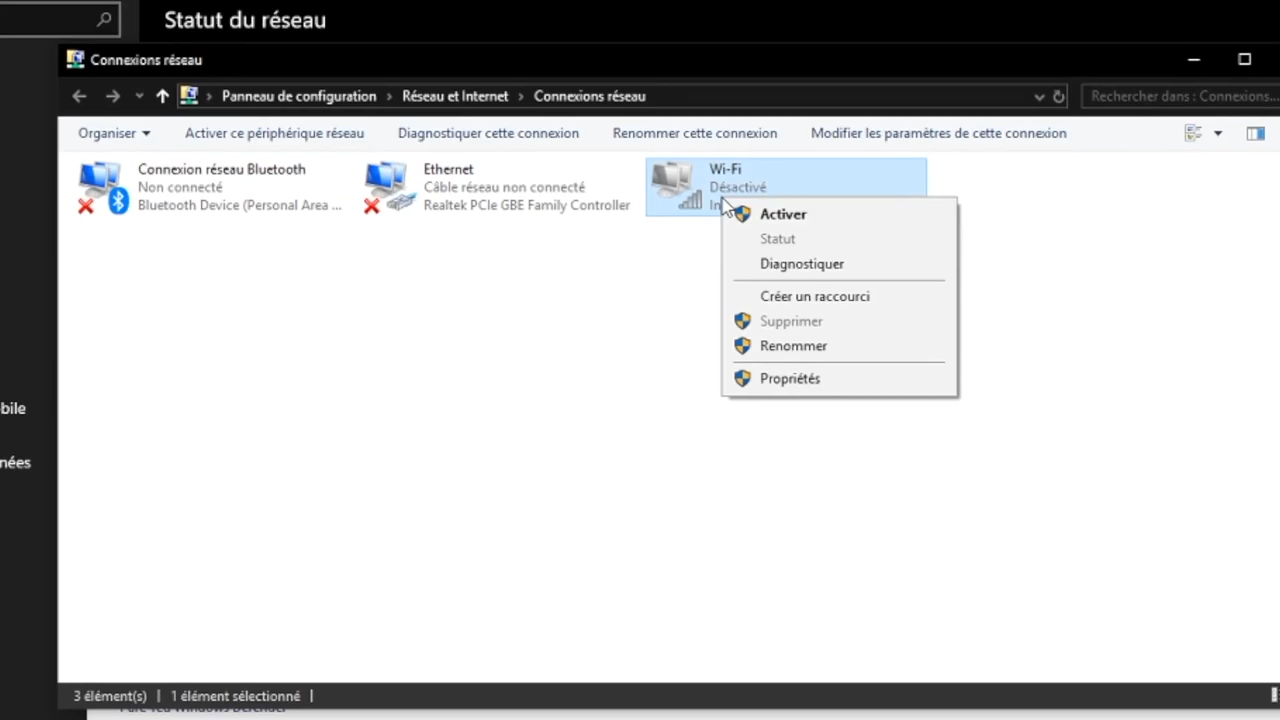 Statut du réseau
Connexions réseau
Panneau de configuration > Réseau et Internet > Connexions réseau
Rechercher dans : Connexions...
Organiser
Activer ce périphérique réseau
Diagnostiquer cette connexion
Renommer cette connexion
Modifier les paramètres de cette connexion
Connexion réseau Bluetooth
Non connecté
Bluetooth Device (Personal Area ...
Ethernet
Câble réseau non connecté
Realtek PCIe GBE Family Controller
Wi-Fi
Désactivé
In
Activer
Statut
Diagnostiquer
Créer un raccourci
Supprimer
Renommer
Propriétés
bile
nées
3 élément(s)
1 élément sélectionné